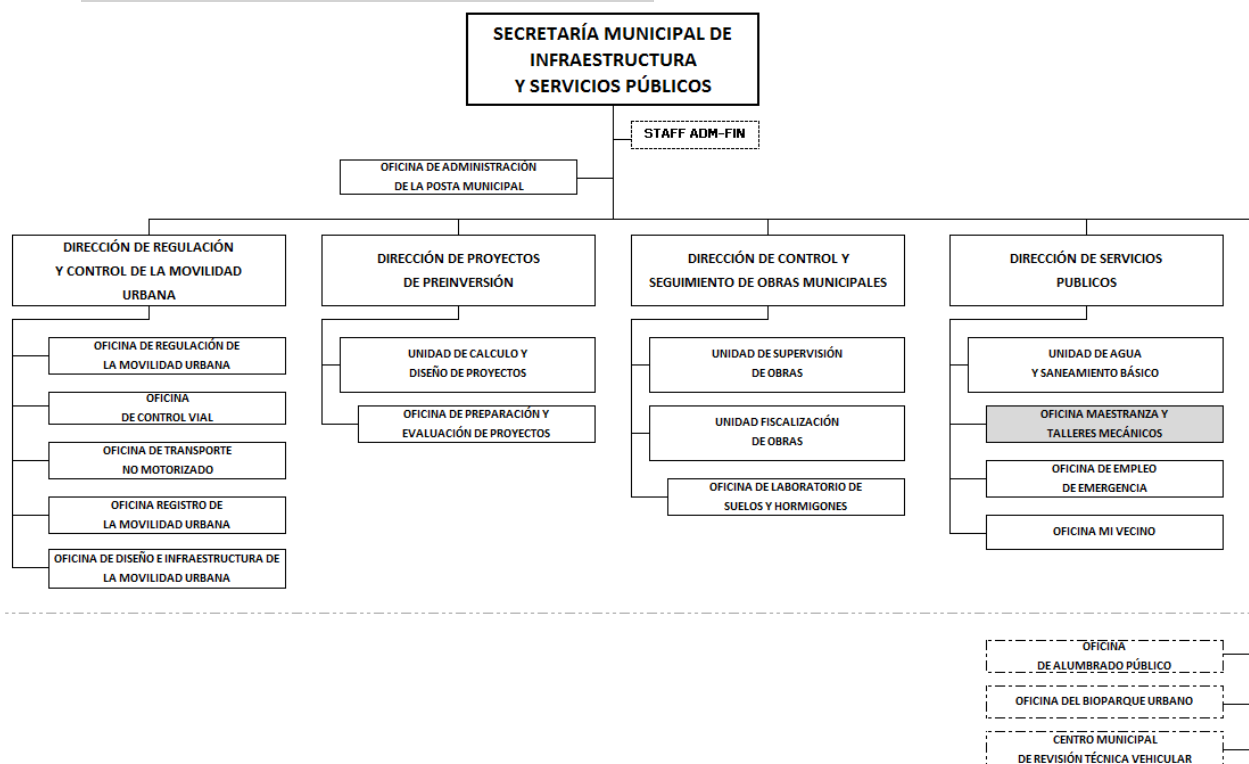 SECRETARÍA MUNICIPAL DE
INFRAESTRUCTURA
Y SERVICIOS PÚBLICOS
STAFF ADM-FIN
OFICINA DE ADMINISTRACIÓN
DE LA POSTA MUNICIPAL
DIRECCIÓN DE REGULACIÓN
Y CONTROL DE LA MOVILIDAD
URBANA
OFICINA DE REGULACIÓN DE
LA MOVILIDAD URBANA
OFICINA
DE CONTROL VIAL
OFICINA DE TRANSPORTE
NO MOTORIZADO
OFICINA REGISTRO DE
LA MOVILIDAD URBANA
OFICINA DE DISEÑO E INFRAESTRUCTURA DE
LA MOVILIDAD URBANA
DIRECCIÓN DE PROYECTOS
DE PREINVERSIÓN
UNIDAD DE CALCULO Y
DISEÑO DE PROYECTOS
OFICINA DE PREPARACIÓN Y
EVALUACIÓN DE PROYECTOS
DIRECCIÓN DE CONTROL Y
SEGUIMIENTO DE OBRAS MUNICIPALES
UNIDAD DE SUPERVISIÓN
DE OBRAS
UNIDAD FISCALIZACIÓN
DE OBRAS
OFICINA DE LABORATORIO DE
SUELOS Y HORMIGONES
DIRECCIÓN DE SERVICIOS
PUBLICOS
UNIDAD DE AGUA
Y SANEAMIENTO BÁSICO
OFICINA MAESTRANZA Y
TALLERES MECÁNICOS
OFICINA DE EMPLEO
DE EMERGENCIA
OFICINA MI VECINO
OFICINA
DE ALUMBRADO PÚBLICO
OFICINA DEL BIOPARQUE URBANO
CENTRO MUNICIPAL
DE REVISIÓN TÉCNICA VEHICULAR